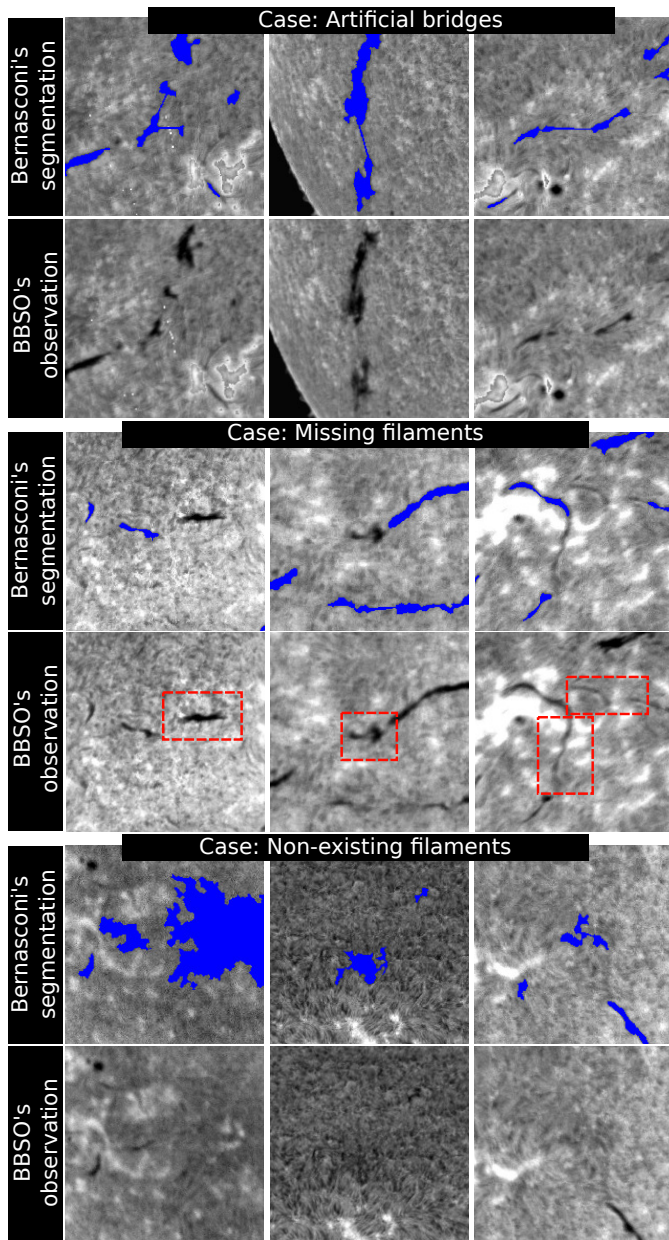 Case: Artificial bridges
Bernasconi's
segmentation
BBSO's
observation
Case: Missing filaments
Bernasconi's
segmentation
BBSO's
observation
Case: Non-existing filaments
Bernasconi's
segmentation
BBSO's
observation